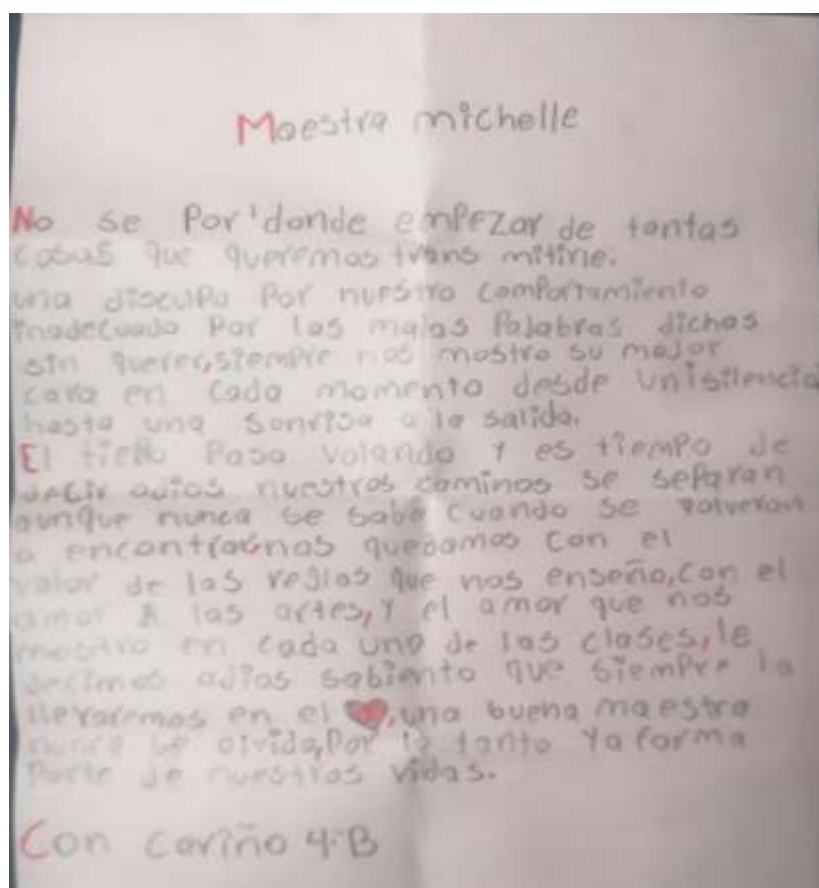 Maestra michelle
No se Por'donde empezar de tantas
cosas que queremos trans mitirle.
una disculpa Por nuestro comportamiento
inadecuado Por las malas Palabras dichas
sin querer, siempre nos mostro su mejor
cara en cada momento desde un silencio
hasta una sonrisa a la salida.
El Paso volando y es tiempo de
decir adios nuestros caminos se separan
aunque nunca se sabe cuando se volveran
a quedamos con el
valor de las reglas que nos enseño, con el
amor a las artes, y el amor que nos
mostro en cada una de las clases, le
decimos adios sabiento que siempre la
llevaremos en el ❤, una buena maestra
nunca se olvida, Por lo tanto Ya forma
Parte de nuestras vidas.
Con cariño 4·B